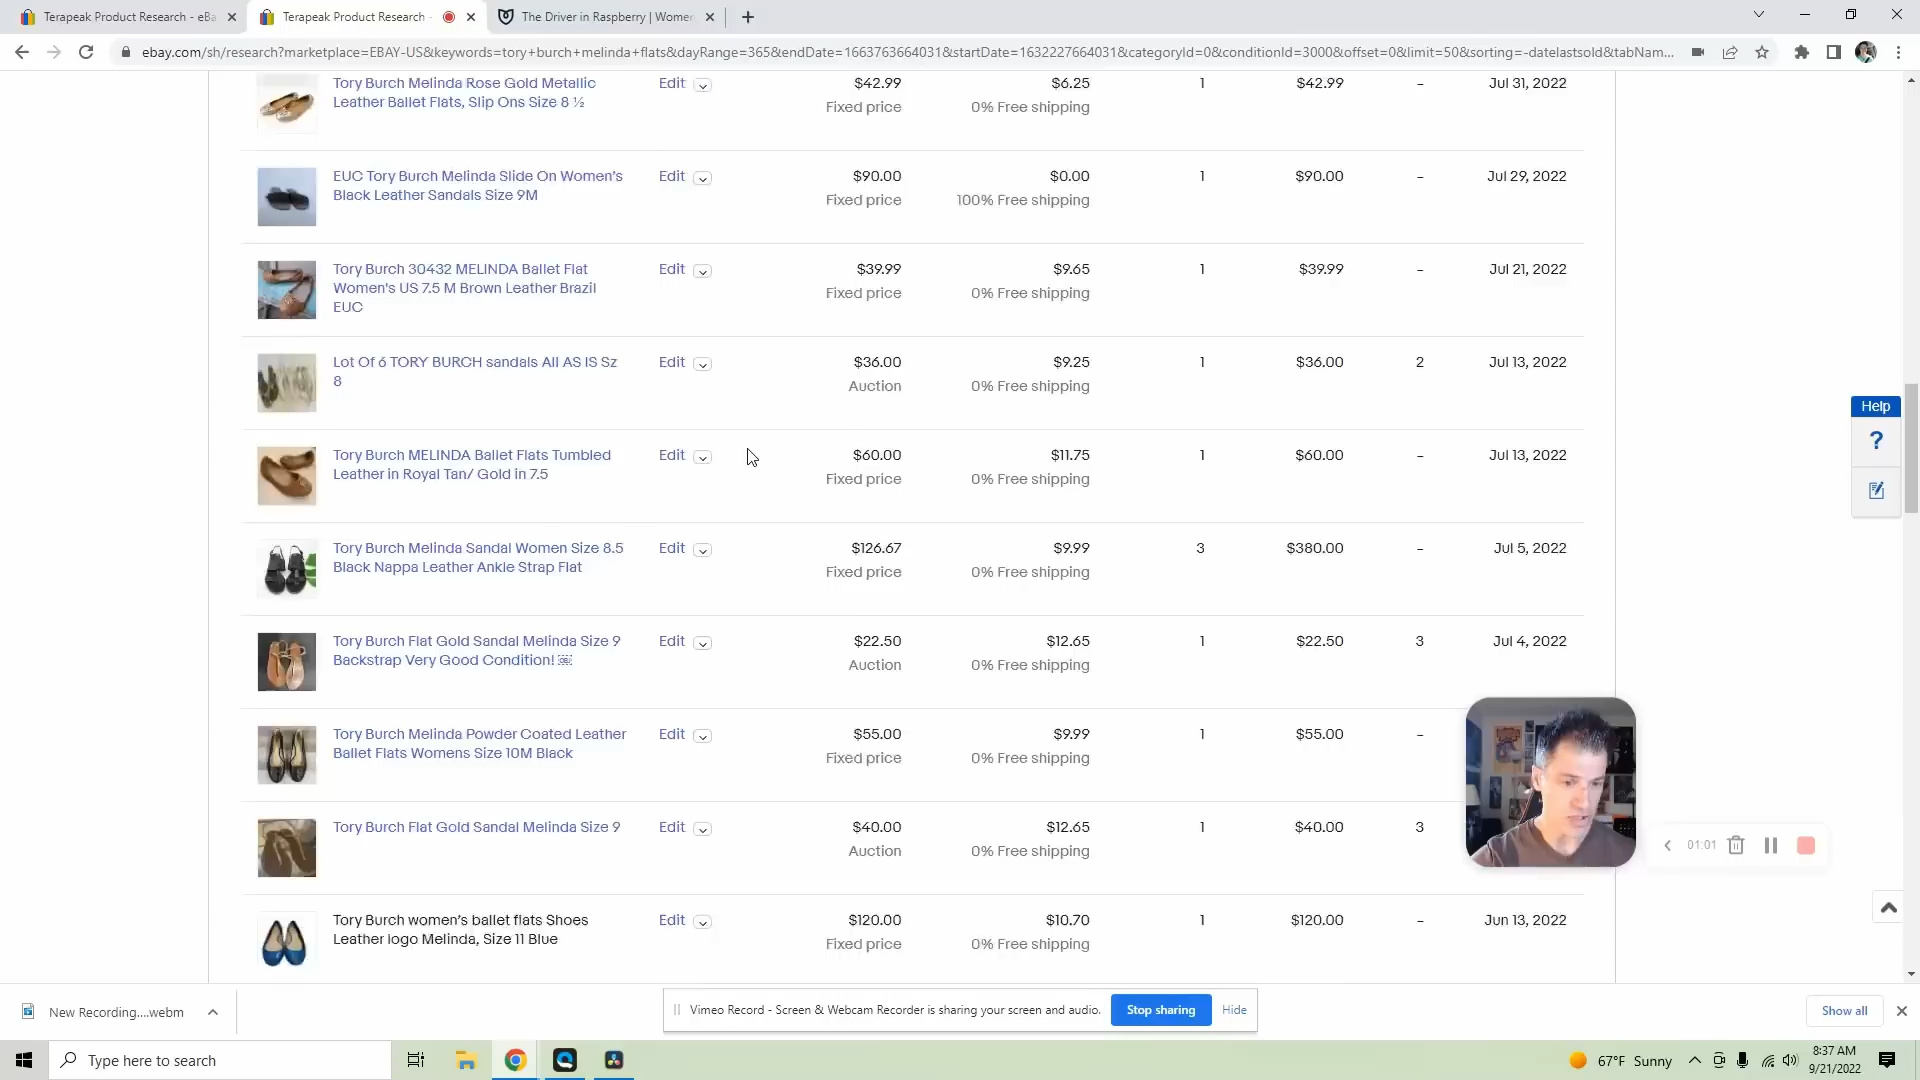 Terapeak Product Research - eBa
Terapeak Product Research -
The Driver in Raspberry | Women
ebay.com/sh/research?marketplace=EBAY-US&keywords=tory+burch+melinda+flats&dayRange=365&endDate=1663763664031&startDate=1632227664031&categoryId=0&conditionId=3000&offset=0&limit=50&sorting=-datelastsold&tabNam...
Tory Burch Melinda Rose Gold Metallic
Leather Ballet Flats, Slip Ons Size 8 ½
Edit
$42.99
Fixed price
$6.25
0% Free shipping
1
$42.99
-
Jul 31, 2022
EUC Tory Burch Melinda Slide On Women's
Black Leather Sandals Size 9M
Edit
$90.00
Fixed price
$0.00
100% Free shipping
1
$90.00
-
Jul 29, 2022
Tory Burch 30432 MELINDA Ballet Flat
Women's US 7.5 M Brown Leather Brazil
EUC
Edit
$39.99
Fixed price
$9.65
0% Free shipping
1
$39.99
-
Jul 21, 2022
Lot Of 6 TORY BURCH sandals All AS IS Sz
8
Edit
$36.00
Auction
$9.25
0% Free shipping
1
$36.00
2
Jul 13, 2022
Tory Burch MELINDA Ballet Flats Tumbled
Leather in Royal Tan/ Gold in 7.5
Edit
$60.00
Fixed price
$11.75
0% Free shipping
1
$60.00
-
Jul 13, 2022
Tory Burch Melinda Sandal Women Size 8.5
Black Nappa Leather Ankle Strap Flat
Edit
$126.67
Fixed price
$9.99
0% Free shipping
3
$380.00
-
Jul 5, 2022
Tory Burch Flat Gold Sandal Melinda Size 9
Backstrap Very Good Condition! ￼
Edit
$22.50
Auction
$12.65
0% Free shipping
1
$22.50
3
Jul 4, 2022
Tory Burch Melinda Powder Coated Leather
Ballet Flats Womens Size 10M Black
Edit
$55.00
Fixed price
$9.99
0% Free shipping
1
$55.00
-
Tory Burch Flat Gold Sandal Melinda Size 9
Edit
$40.00
Auction
$12.65
0% Free shipping
1
$40.00
3
Tory Burch women's ballet flats Shoes
Leather logo Melinda, Size 11 Blue
Edit
$120.00
Fixed price
$10.70
0% Free shipping
1
$120.00
-
Jun 13, 2022
Help
?
01:01
New Recording....webm
Vimeo Record - Screen & Webcam Recorder is sharing your screen and audio.
Stop sharing
Hide
Show all
Type here to search
67°F Sunny
8:37 AM
9/21/2022